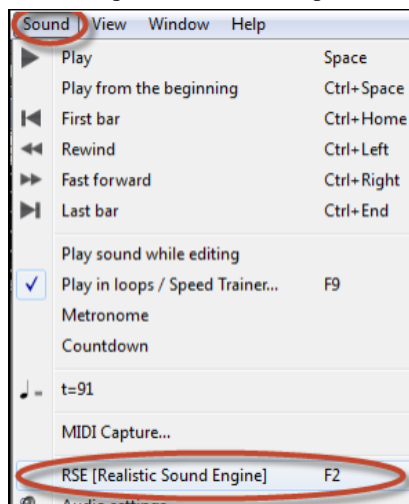 Sound View Window Help
Play Space
Play from the beginning Ctrl+Space
First bar Ctrl+Home
Rewind Ctrl+Left
Fast forward Ctrl+Right
Last bar Ctrl+End
Play sound while editing
Play in loops / Speed Trainer... F9
Metronome
Countdown
t=91
MIDI Capture...
RSE [Realistic Sound Engine] F2